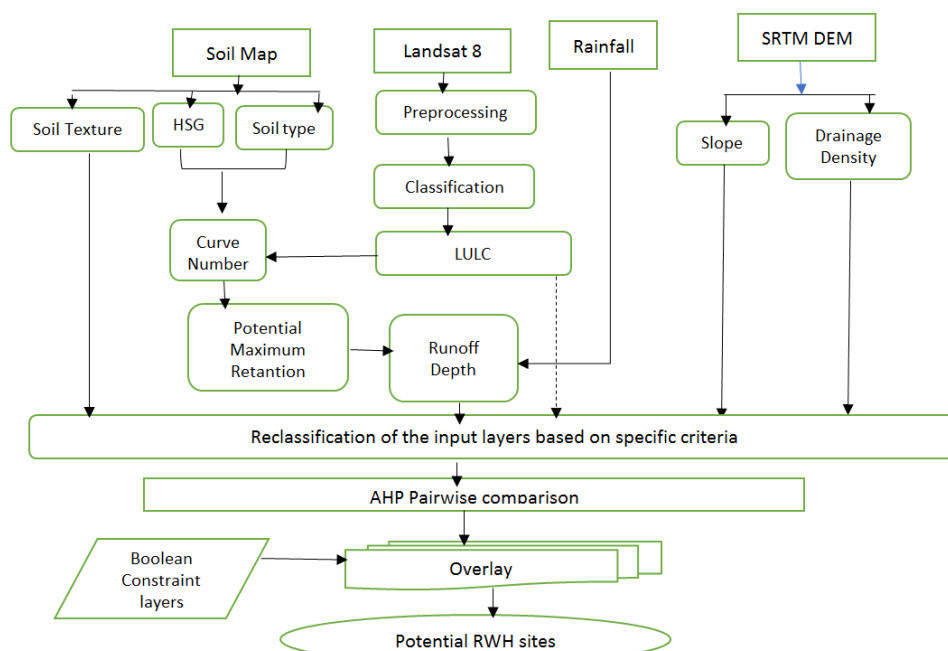 Soil Map
Landsat 8
Rainfall
SRTM DEM
Soil Texture
HSG
Soil type
Preprocessing
Slope
Drainage
Density
Classification
Curve
Number
LULC
Potential
Maximum
Retantion
Runoff
Depth
Reclassification of the input layers based on specific criteria
AHP Pairwise comparison
Boolean
Constraint
layers
Overlay
Potential RWH sites